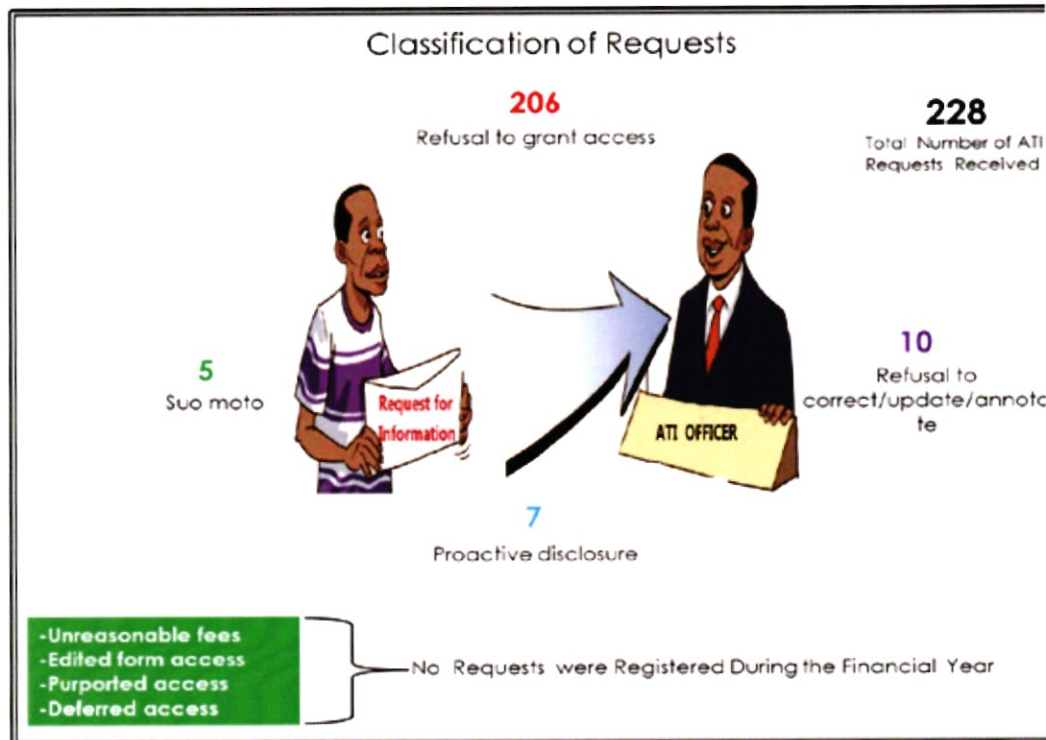 Classification of Requests
206
Refusal to grant access
228
Total Number of ATI
Requests Received
5
Suo moto
Request for
Information
ATI OFFICER
10
Refusal to
correct/update/annota
te
7
Proactive disclosure
-Unreasonable fees
-Edited form access
-Purported access
-Deferred access
No Requests were Registered During the Financial Year